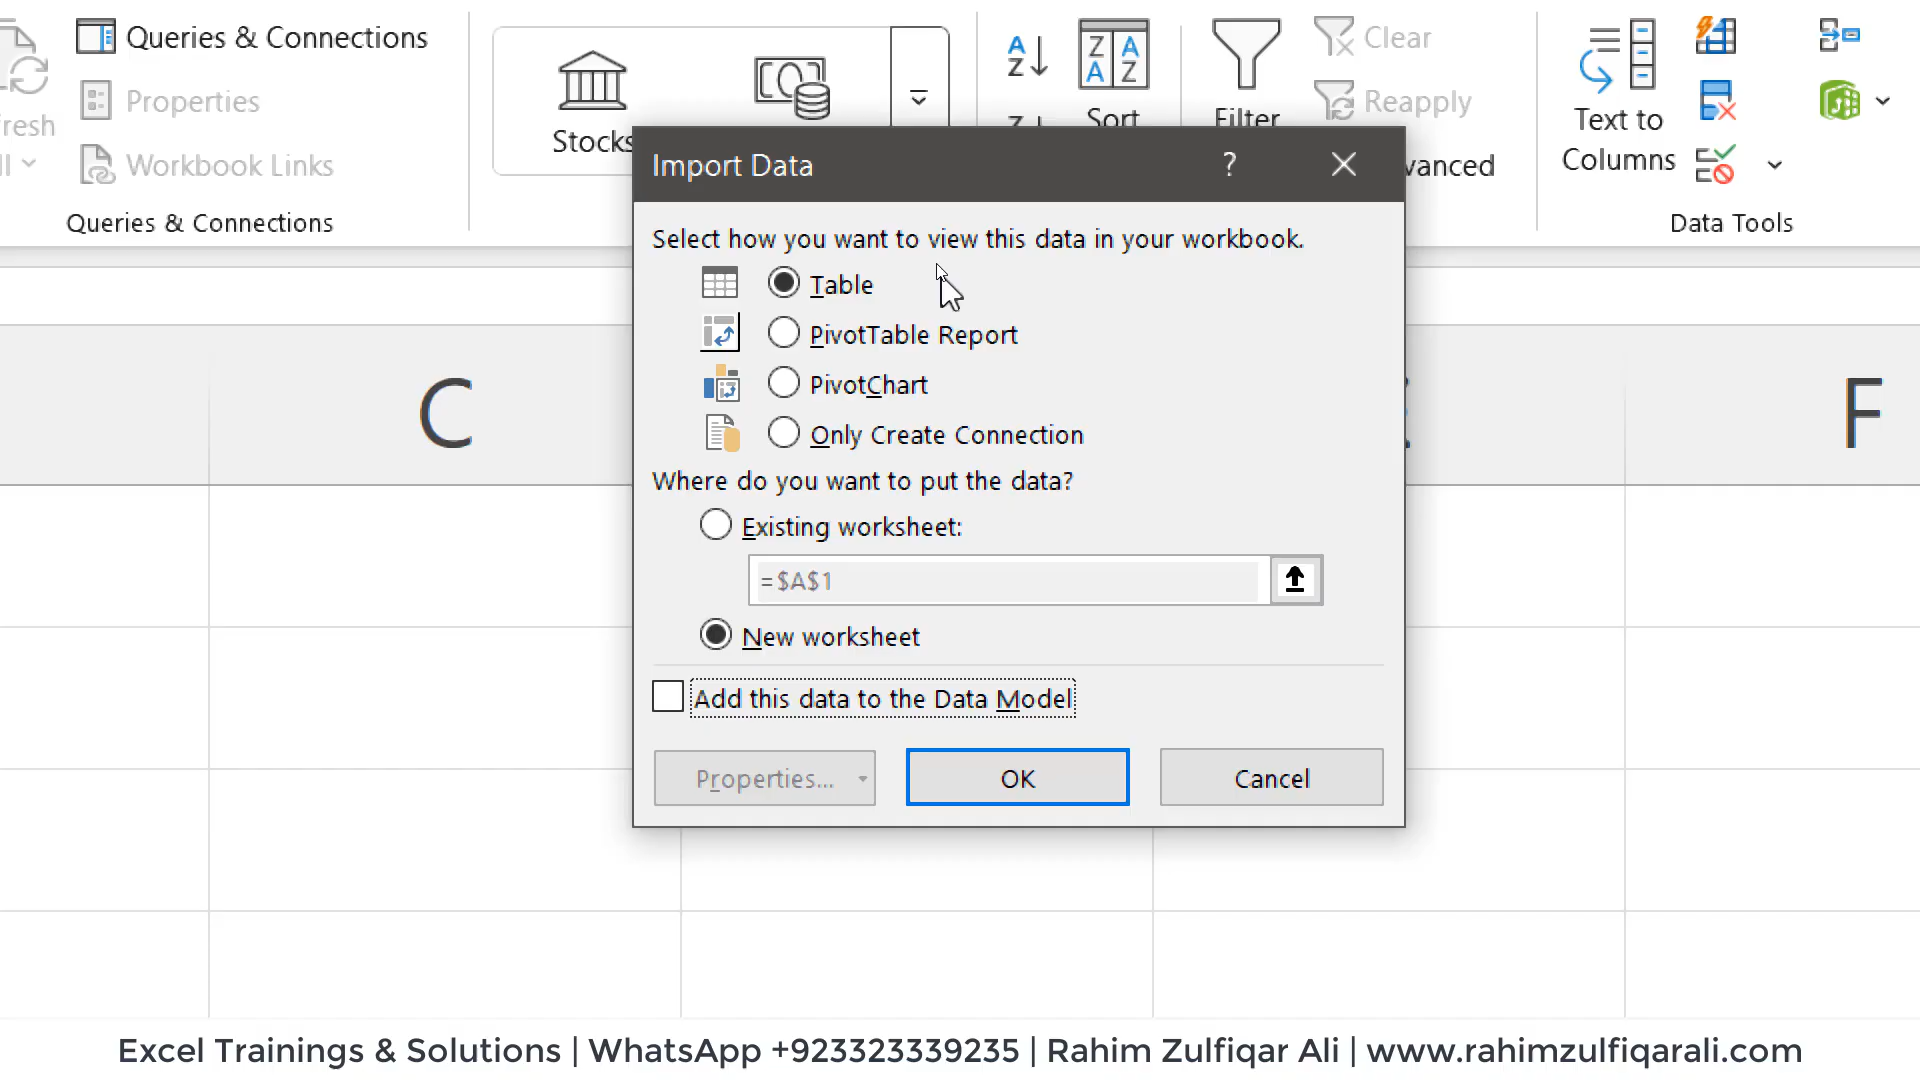 Queries & Connections
Properties
Workbook Links
Queries & Connections
Stocks
Sort
Filter
Clear
Reapply
Text to
Columns
Data Tools
Import Data
?
Select how you want to view this data in your workbook.
Table
PivotTable Report
PivotChart
Only Create Connection
Where do you want to put the data?
Existing worksheet:
=$A$1
New worksheet
Add this data to the Data Model
Properties...
OK
Cancel
C
F
Excel Trainings & Solutions | WhatsApp +923323339235 | Rahim Zulfiqar Ali | www.rahimzulfiqarali.com